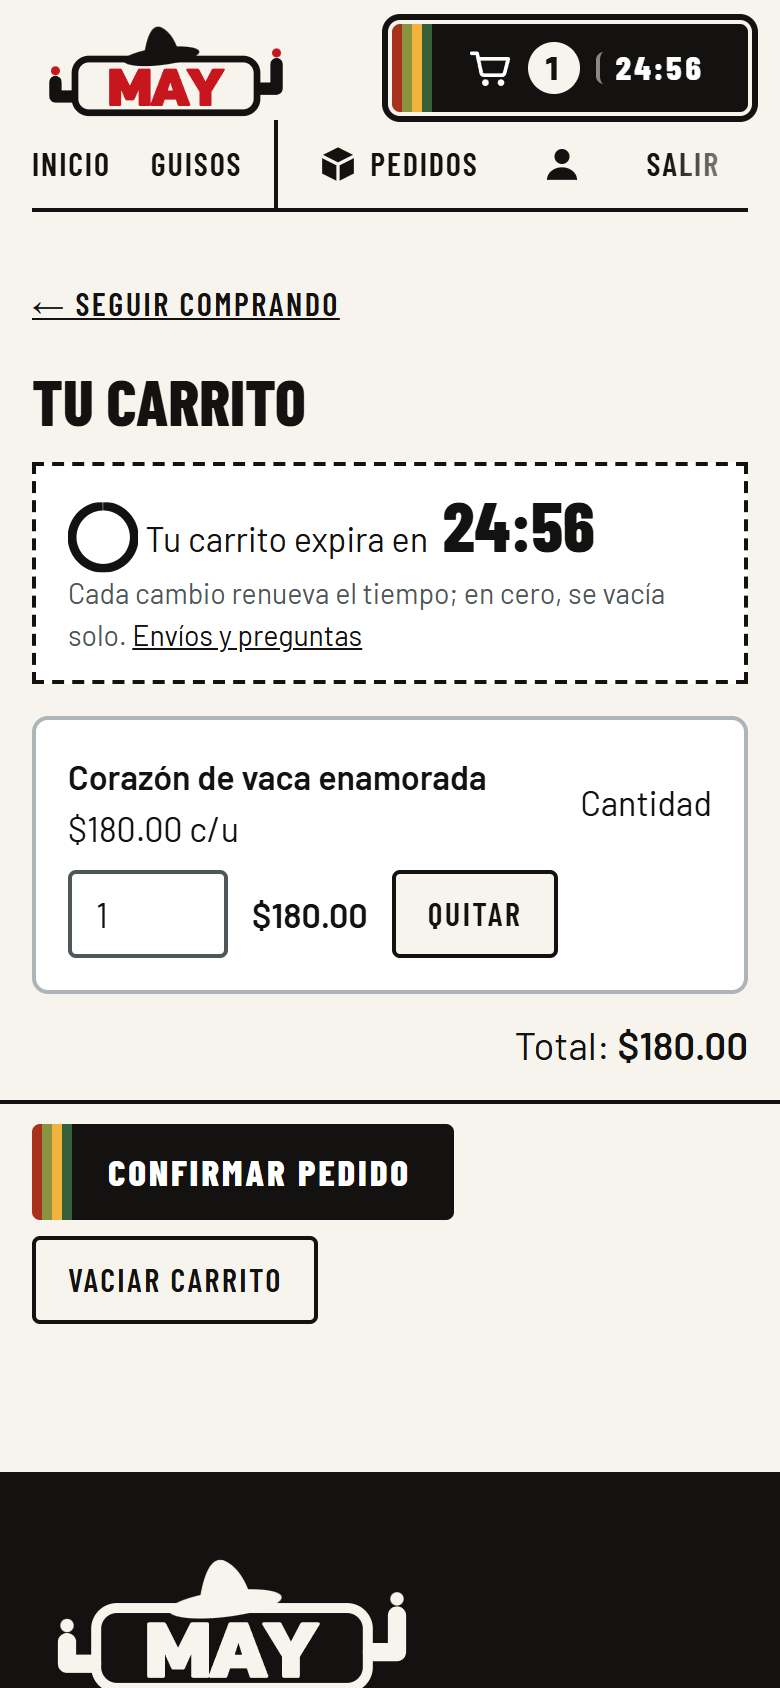 MAY
1
24:56
INICIO GUISOS PEDIDOS SALIR
← SEGUIR COMPRANDO
TU CARRITO
Tu carrito expira en 24:56
Cada cambio renueva el tiempo; en cero, se vacía
solo. Envíos y preguntas
Corazón de vaca enamorada
$180.00 c/u
Cantidad
1 $180.00 QUITAR
Total: $180.00
CONFIRMAR PEDIDO
VACIAR CARRITO
MAY